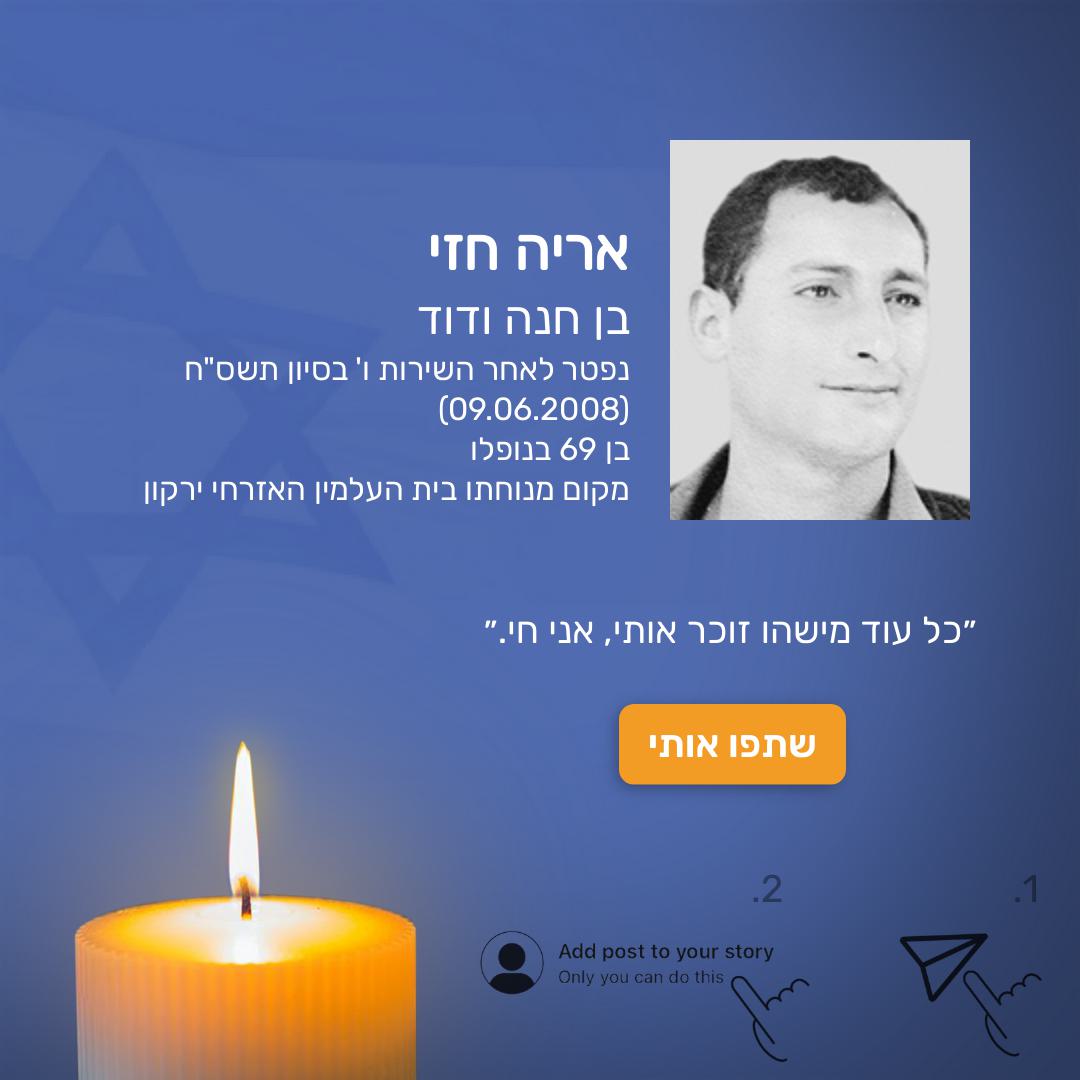 אריה חזי
בן חנה ודוד
נפטר לאחר השירות ו' בסיון תשס"ח
(09.06.2008)
בן 69 בנופלו
מקום מנוחתו בית העלמין האזרחי ירקון
״כל עוד מישהו זוכר אותי, אני חי.״
שתפו אותי
.1
.2
Add post to your story
Only you can do this